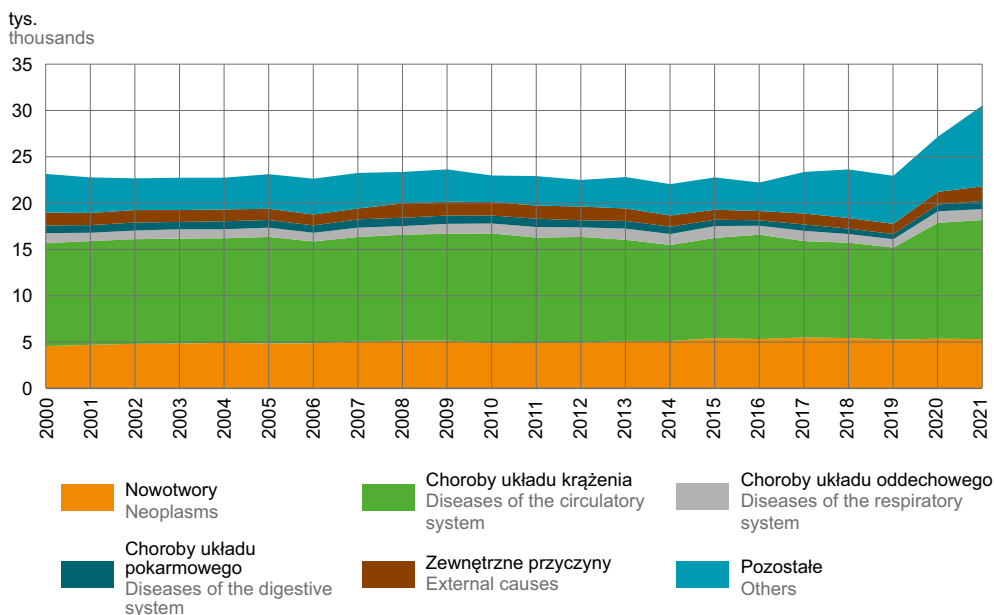 tys.
thousands
35
30
25
20
15
10
5
0
2000
2001
2002
2003
2004
2005
2006
2007
2008
2009
2010
2011
2012
2013
2014
2015
2016
2017
2018
2019
2020
2021
Nowotwory
Neoplasms
Choroby układu krążenia
Diseases of the circulatory
system
Choroby układu oddechowego
Diseases of the respiratory
system
Choroby układu
pokarmowego
Diseases of the digestive
system
Zewnętrzne przyczyny
External causes
Pozostałe
Others